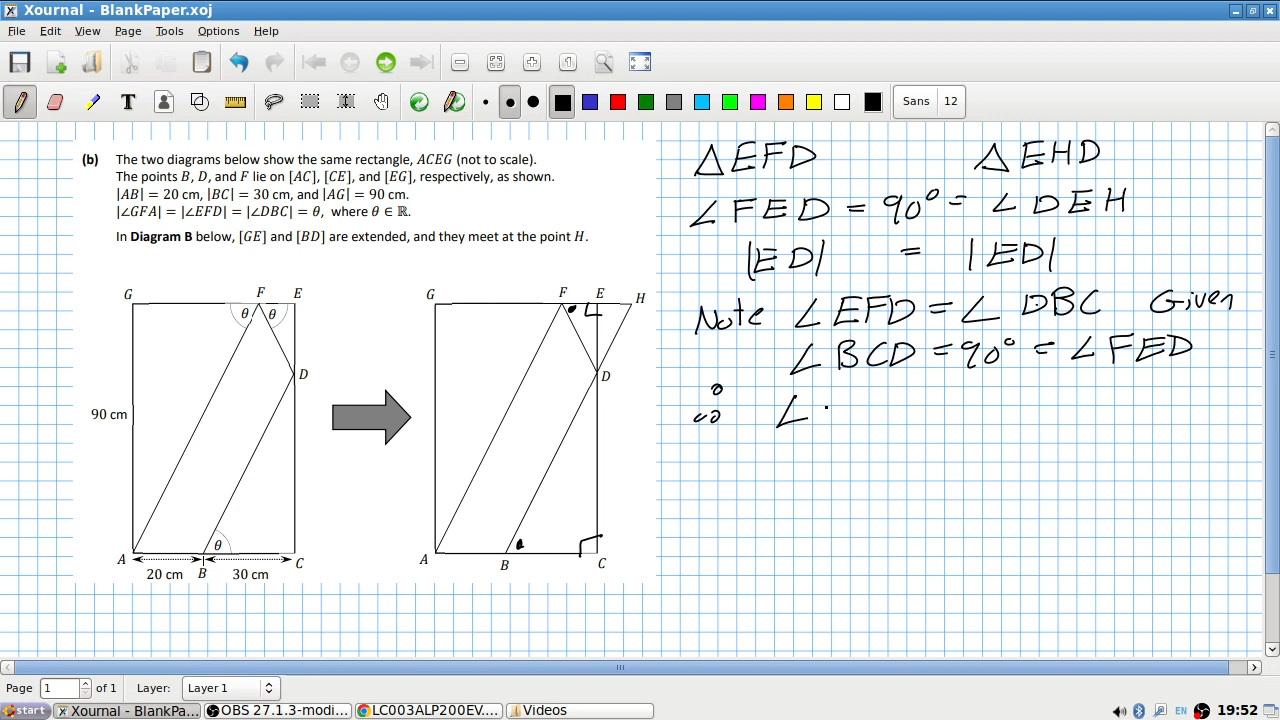 Xournal - BlankPaper.xoj
File Edit View Page Tools Options Help
Sans 12
(b) The two diagrams below show the same rectangle, ACEG (not to scale).
The points B, D, and F lie on [AC], [CE], and [EG], respectively, as shown.
|AB| = 20 cm, |BC| = 30 cm, and |AG| = 90 cm.
|∠GFA| = |∠EFD| = |∠DBC| = θ, where θ ∈ ℝ.
In Diagram B below, [GE] and [BD] are extended, and they meet at the point H.
G F E
θ θ
D
90 cm
θ
A B C
20 cm 30 cm
G F E H
D
A B C
△EFD △EHD
∠FED = 90° = ∠DEH
|ED| = |ED|
Note ∠EFD = ∠DBC Given
∠BCD = 90° = ∠FED
∴ ∠
Page 1 of 1 Layer: Layer 1
start Xournal - BlankPa... OBS 27.1.3-modi... LC003ALP200EV... Videos EN 19:52